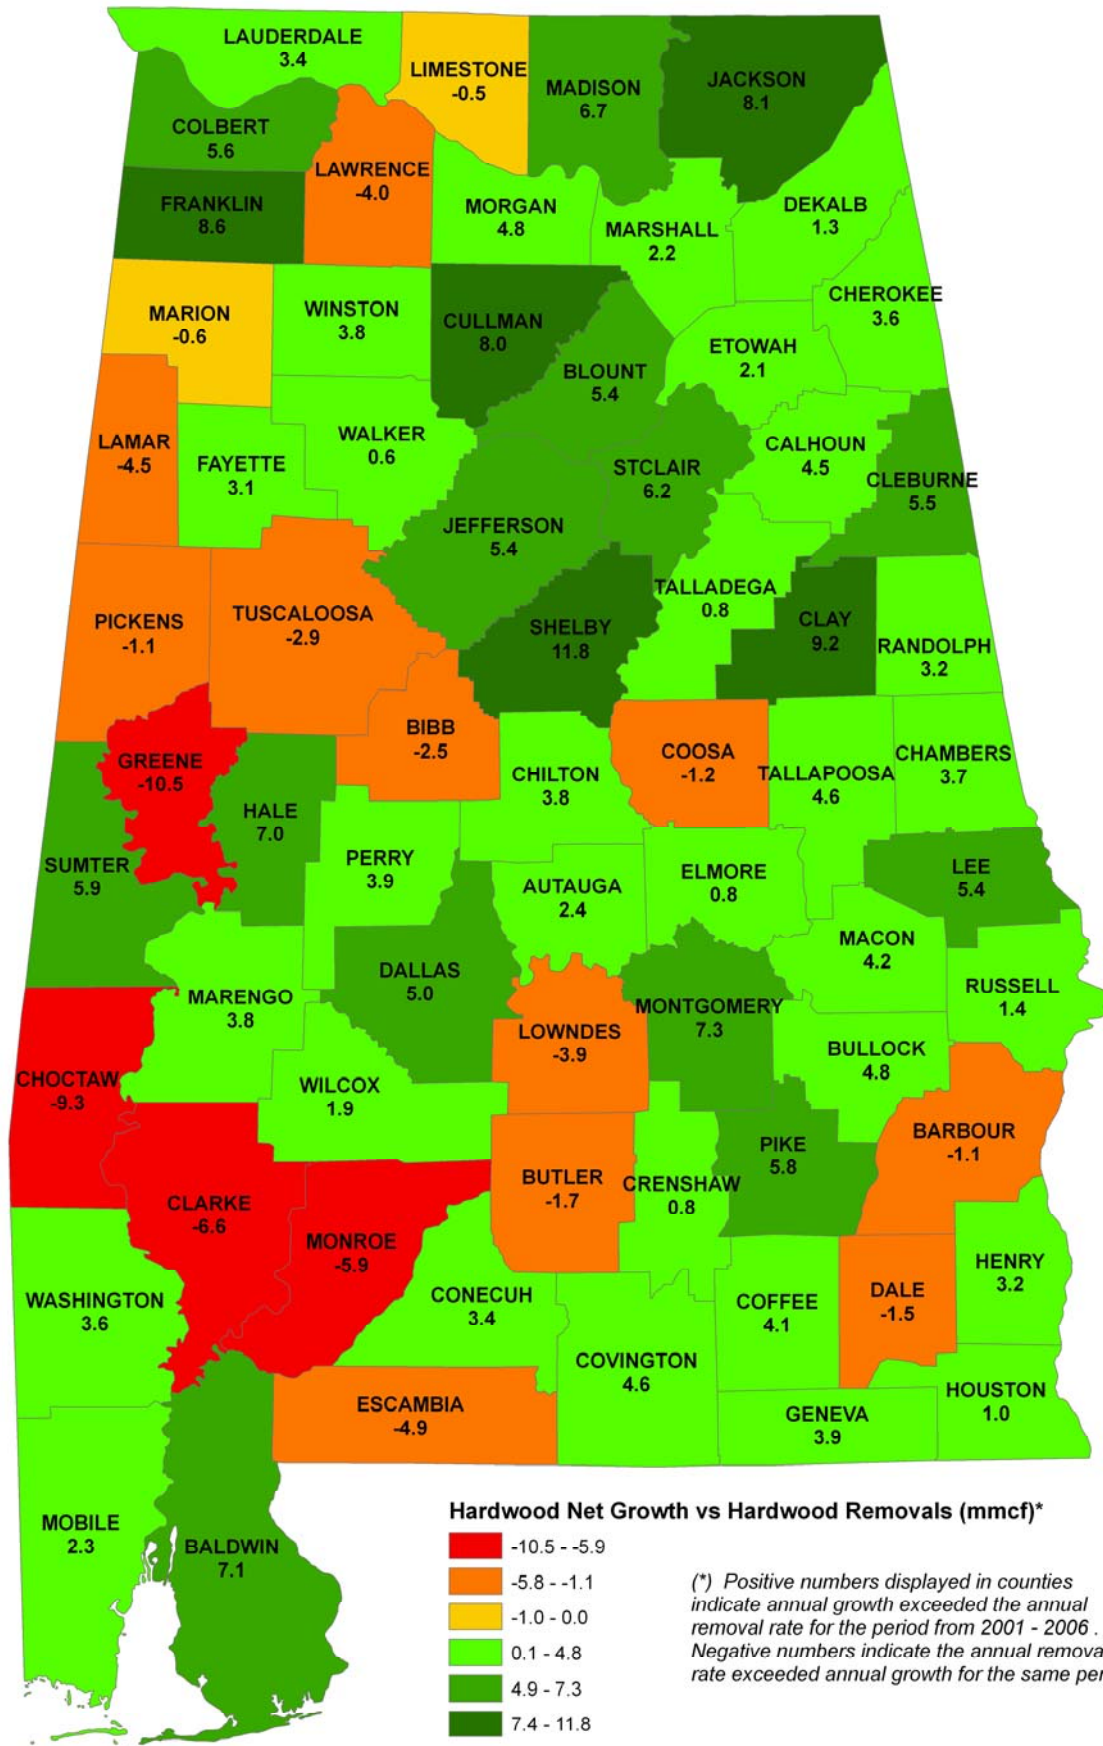 LAUDERDALE
3.4
LIMESTONE
-0.5
MADISON
6.7
JACKSON
8.1
COLBERT
5.6
LAWRENCE
-4.0
FRANKLIN
8.6
MORGAN
4.8
MARSHALL
2.2
DEKALB
1.3
CHEROKEE
3.6
MARION
-0.6
WINSTON
3.8
CULLMAN
8.0
ETOWAH
2.1
BLOUNT
5.4
LAMAR
-4.5
FAYETTE
3.1
WALKER
0.6
CALHOUN
4.5
STCLAIR
6.2
CLEBURNE
5.5
JEFFERSON
5.4
TALLADEGA
0.8
PICKENS
-1.1
TUSCALOOSA
-2.9
SHELBY
11.8
CLAY
9.2
RANDOLPH
3.2
BIBB
-2.5
GREENE
-10.5
CHILTON
3.8
COOSA
-1.2
TALLAPOOSA
4.6
CHAMBERS
3.7
HALE
7.0
SUMTER
5.9
PERRY
3.9
AUTAUGA
2.4
ELMORE
0.8
LEE
5.4
MACON
4.2
DALLAS
5.0
MARENGO
3.8
RUSSELL
1.4
MONTGOMERY
7.3
LOWNDES
-3.9
BULLOCK
4.8
CHOCTAW
-9.3
WILCOX
1.9
BARBOUR
-1.1
PIKE
5.8
BUTLER
-1.7
CRENSHAW
0.8
CLARKE
-6.6
MONROE
-5.9
HENRY
3.2
WASHINGTON
3.6
CONECUH
3.4
COFFEE
4.1
DALE
-1.5
COVINGTON
4.6
HOUSTON
1.0
ESCAMBIA
-4.9
GENEVA
3.9
MOBILE
2.3
BALDWIN
7.1
Hardwood Net Growth vs Hardwood Removals (mmcf)*
-10.5 - -5.9
-5.8 - -1.1
-1.0 - 0.0
0.1 - 4.8
4.9 - 7.3
7.4 - 11.8
(*) Positive numbers displayed in counties
indicate annual growth exceeded the annual
removal rate for the period from 2001 - 2006 .
Negative numbers indicate the annual remova
rate exceeded annual growth for the same per